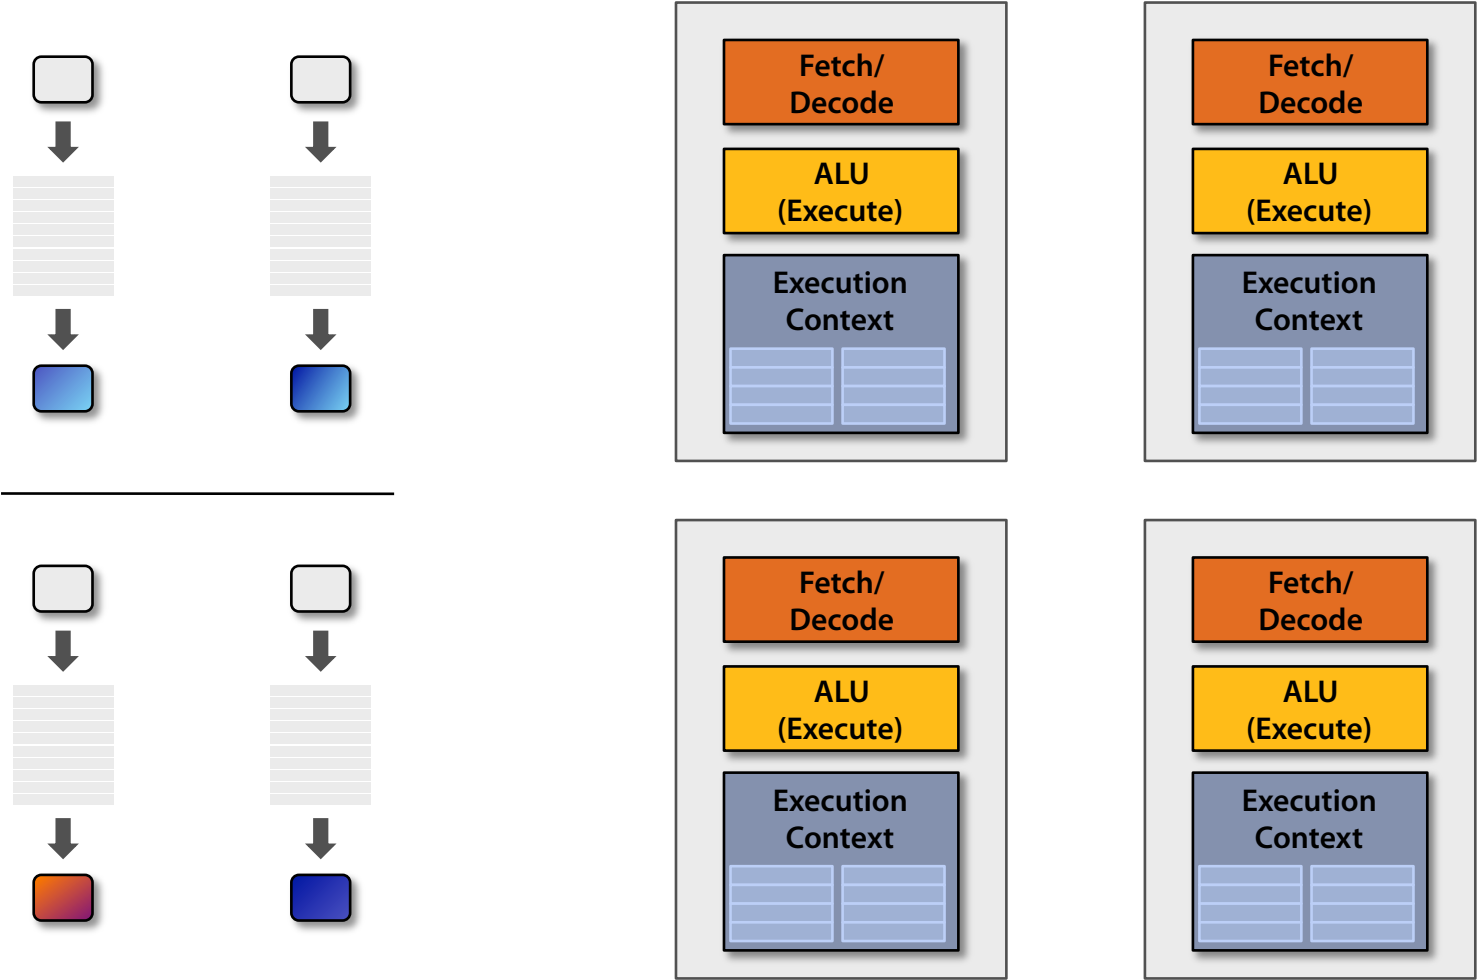 Fetch/
Decode
ALU
(Execute)
Execution
Context
Fetch/
Decode
ALU
(Execute)
Execution
Context
Fetch/
Decode
ALU
(Execute)
Execution
Context
Fetch/
Decode
ALU
(Execute)
Execution
Context